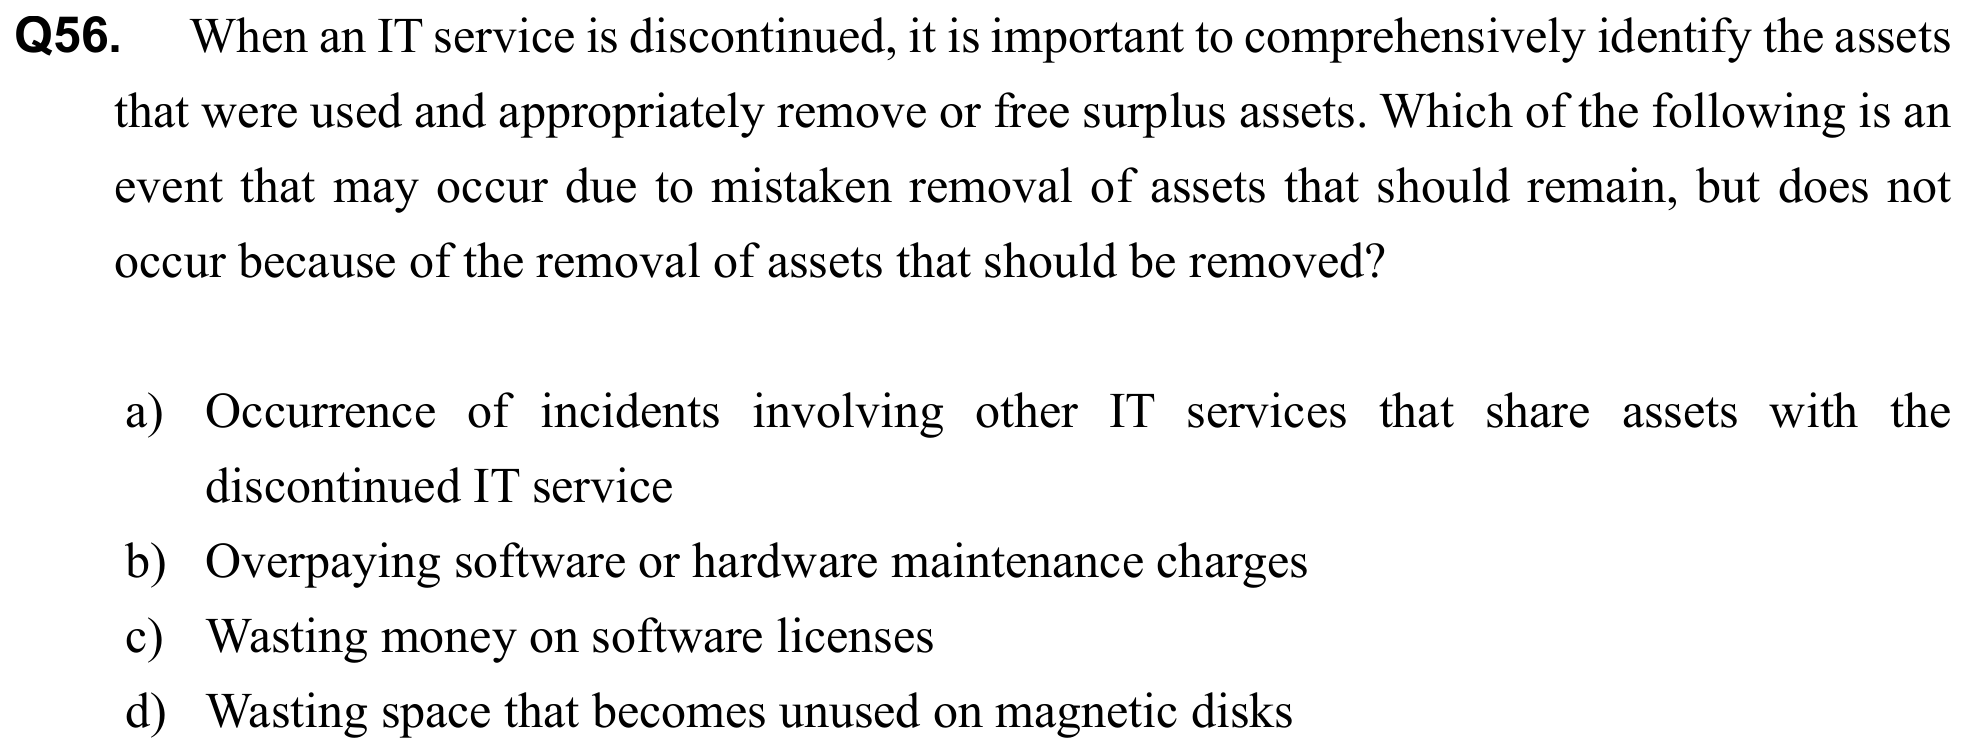 Q56. When an IT service is discontinued, it is important to comprehensively identify the assets
that were used and appropriately remove or free surplus assets. Which of the following is an
event that may occur due to mistaken removal of assets that should remain, but does not
occur because of the removal of assets that should be removed?
a) Occurrence of incidents involving other IT services that share assets with the
discontinued IT service
b) Overpaying software or hardware maintenance charges
c) Wasting money on software licenses
d) Wasting space that becomes unused on magnetic disks